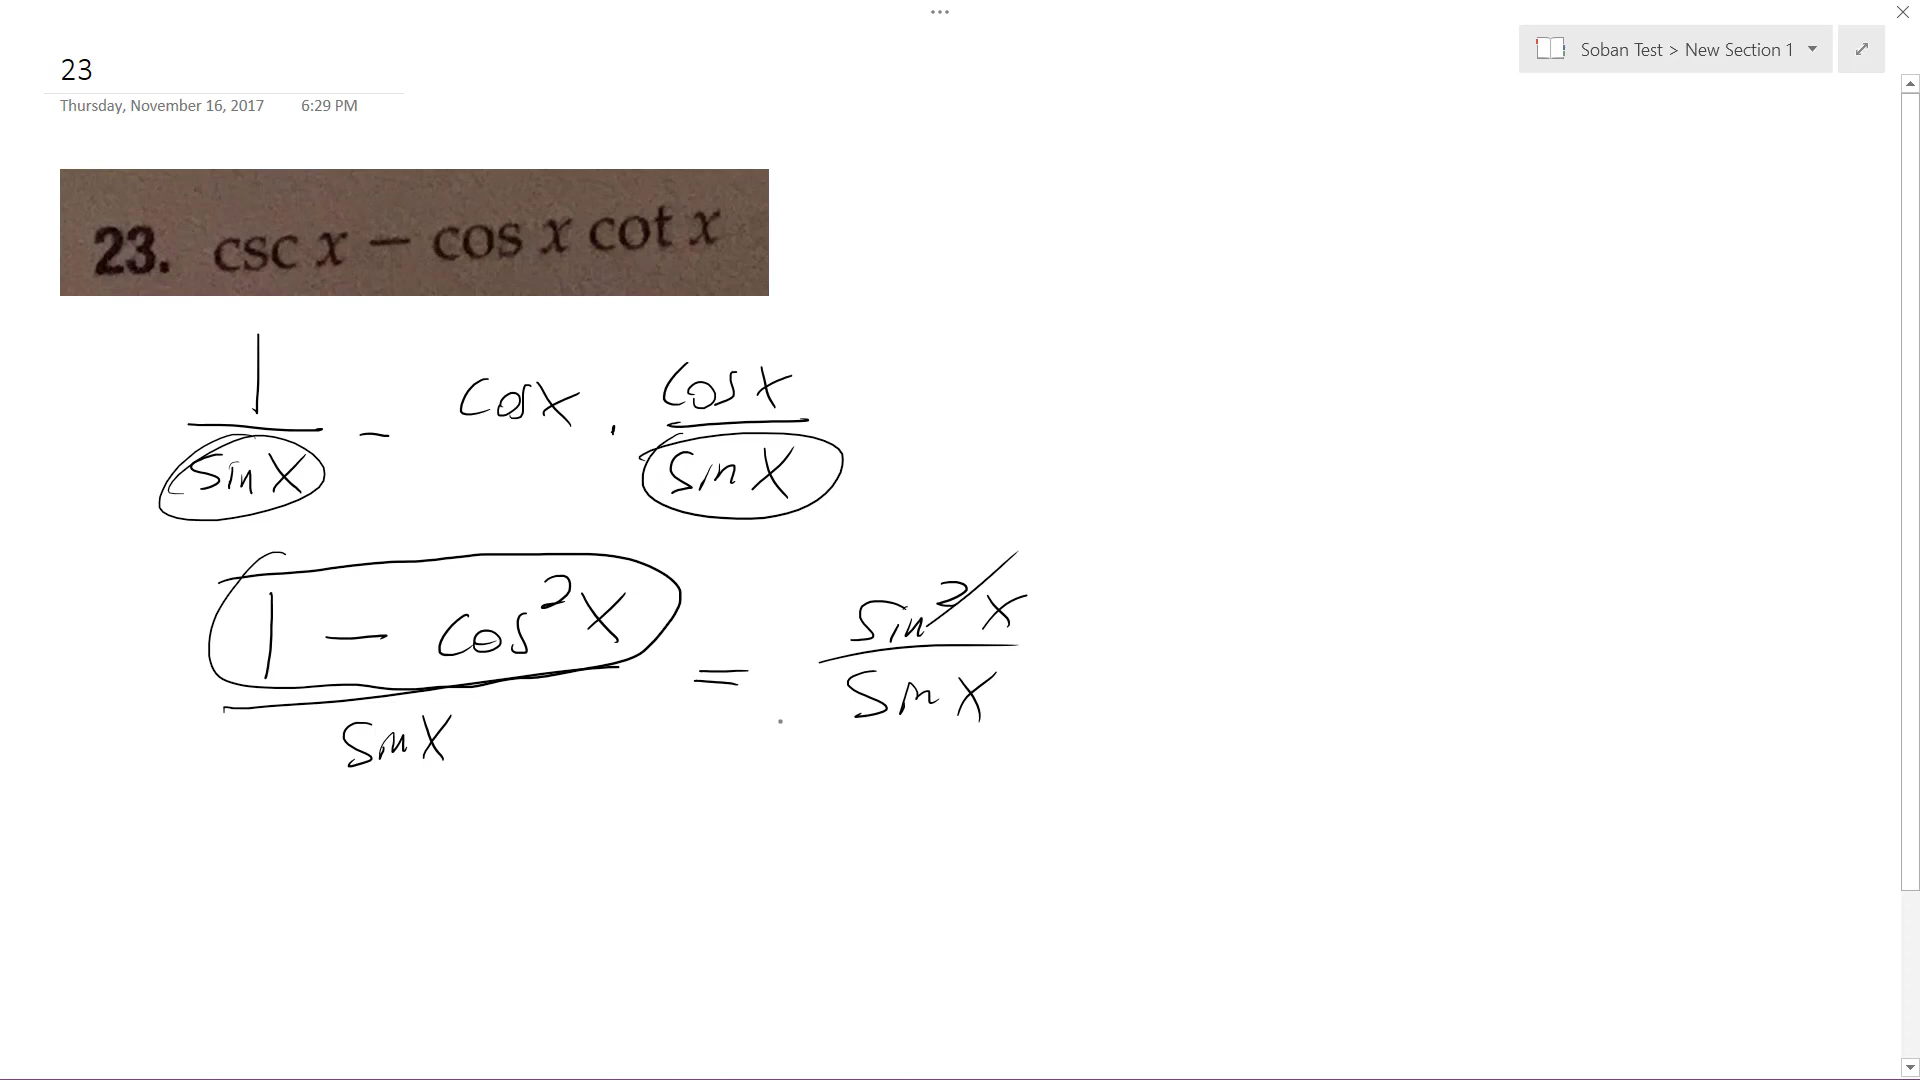 Soban Test > New Section 1
23
Thursday, November 16, 2017 6:29 PM
23. csc x − cos x cot x
1 / sin x − cos x · cos x / sin x
1 − cos²x / sin x = sin²x / sin x